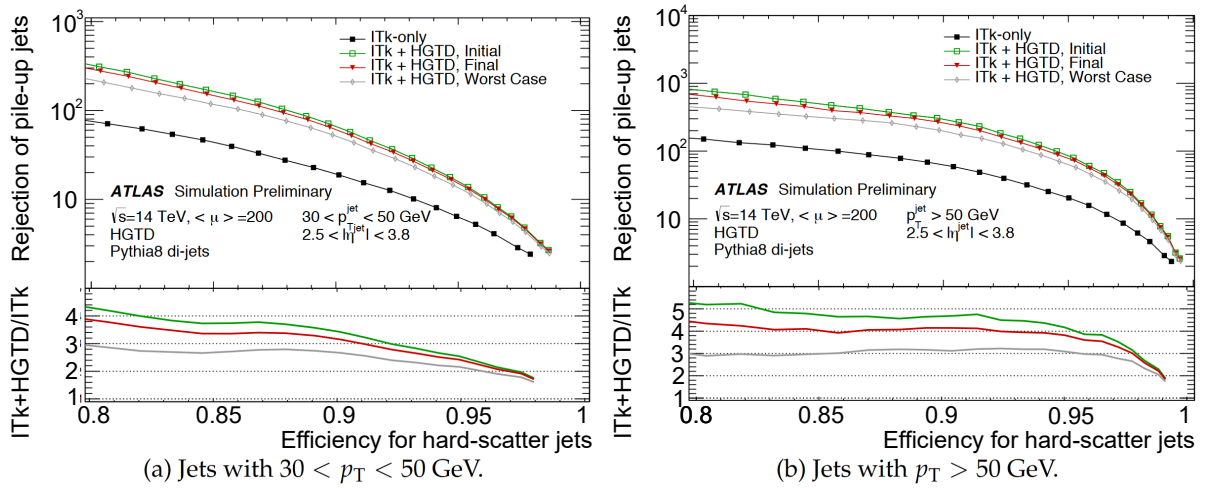 Rejection of pile-up jets
10³
10²
10
ITk-only
ITk + HGTD, Initial
ITk + HGTD, Final
ITk + HGTD, Worst Case
ATLAS Simulation Preliminary
√s=14 TeV, < μ > =200
30 < p_T^jet < 50 GeV
HGTD
2.5 < |η^jet| < 3.8
Pythia8 di-jets
ITk+HGTD/ITk
4
3
2
1
0.8 0.85 0.9 0.95 1
Efficiency for hard-scatter jets
(a) Jets with 30 < p_T < 50 GeV.
Rejection of pile-up jets
10⁴
10³
10²
10
ITk-only
ITk + HGTD, Initial
ITk + HGTD, Final
ITk + HGTD, Worst Case
ATLAS Simulation Preliminary
√s=14 TeV, < μ > =200
p_T^jet > 50 GeV
HGTD
2.5 < |η^jet| < 3.8
Pythia8 di-jets
ITk+HGTD/ITk
5
4
3
2
1
0.8 0.85 0.9 0.95 1
Efficiency for hard-scatter jets
(b) Jets with p_T > 50 GeV.